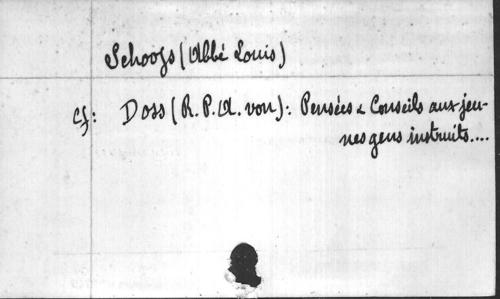 Schoofs (Abbé Louis)
Cf: Doss (R.P.A. von): Pensées & Conseils aux jeu-
nes gens instruits....